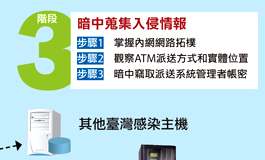 階段
3
暗中蒐集入侵情報
步驟1 掌握內網網路拓樸
步驟2 觀察ATM派送方式和實體位置
步驟3 暗中竊取派送系統管理者帳密
其他臺灣感染主機